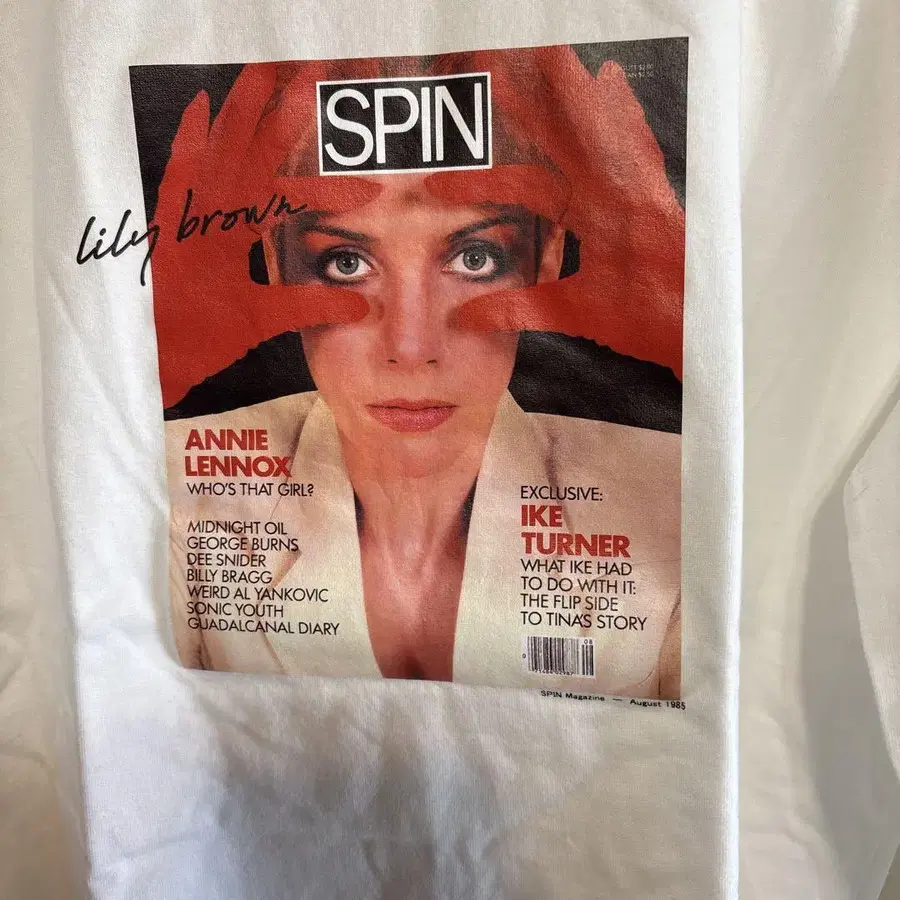 SPIN
lily brown
ANNIE
LENNOX
WHO'S THAT GIRL?
MIDNIGHT OIL
GEORGE BURNS
DEE SNIDER
BILLY BRAGG
WEIRD AL YANKOVIC
SONIC YOUTH
GUADALCANAL DIARY
EXCLUSIVE:
IKE
TURNER
WHAT IKE HAD
TO DO WITH IT:
THE FLIP SIDE
TO TINA'S STORY
08
SPIN Magazine — August 1985